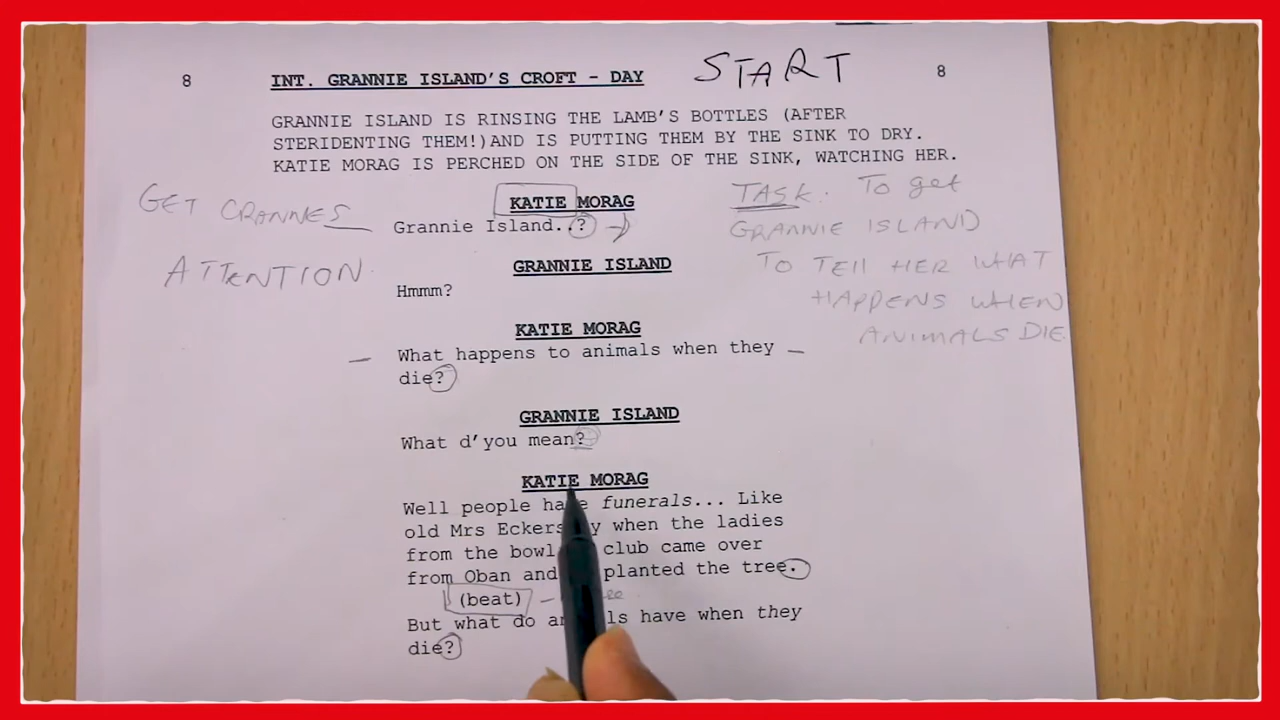 8 INT. GRANNIE ISLAND'S CROFT - DAY START 8
GRANNIE ISLAND IS RINSING THE LAMB'S BOTTLES (AFTER
STERIDENTING THEM!)AND IS PUTTING THEM BY THE SINK TO DRY.
KATIE MORAG IS PERCHED ON THE SIDE OF THE SINK, WATCHING HER.
GET GRANNIES
ATTENTION
TASK. To get
GRANNIE ISLAND
TO TELL HER WHAT
HAPPENS WHEN
ANIMALS DIE.
KATIE MORAG
Grannie Island..?
GRANNIE ISLAND
Hmmm?
KATIE MORAG
What happens to animals when they
die?
GRANNIE ISLAND
What d'you mean?
KATIE MORAG
Well people have funerals... Like
old Mrs when the ladies
from the club came over
from Oban and planted the tree.
(beat)
But what do have when they
die?